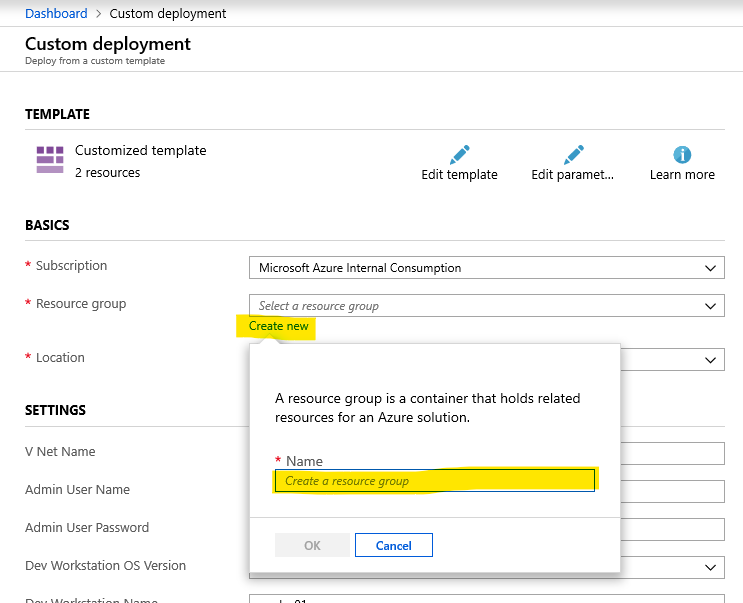 Dashboard > Custom deployment
Custom deployment
Deploy from a custom template
TEMPLATE
Customized template
2 resources
Edit template
Edit paramet...
Learn more
BASICS
* Subscription
Microsoft Azure Internal Consumption
* Resource group
Select a resource group
Create new
* Location
A resource group is a container that holds related
resources for an Azure solution.
* Name
Create a resource group
OK
Cancel
SETTINGS
V Net Name
Admin User Name
Admin User Password
Dev Workstation OS Version
Dev Workstation Name